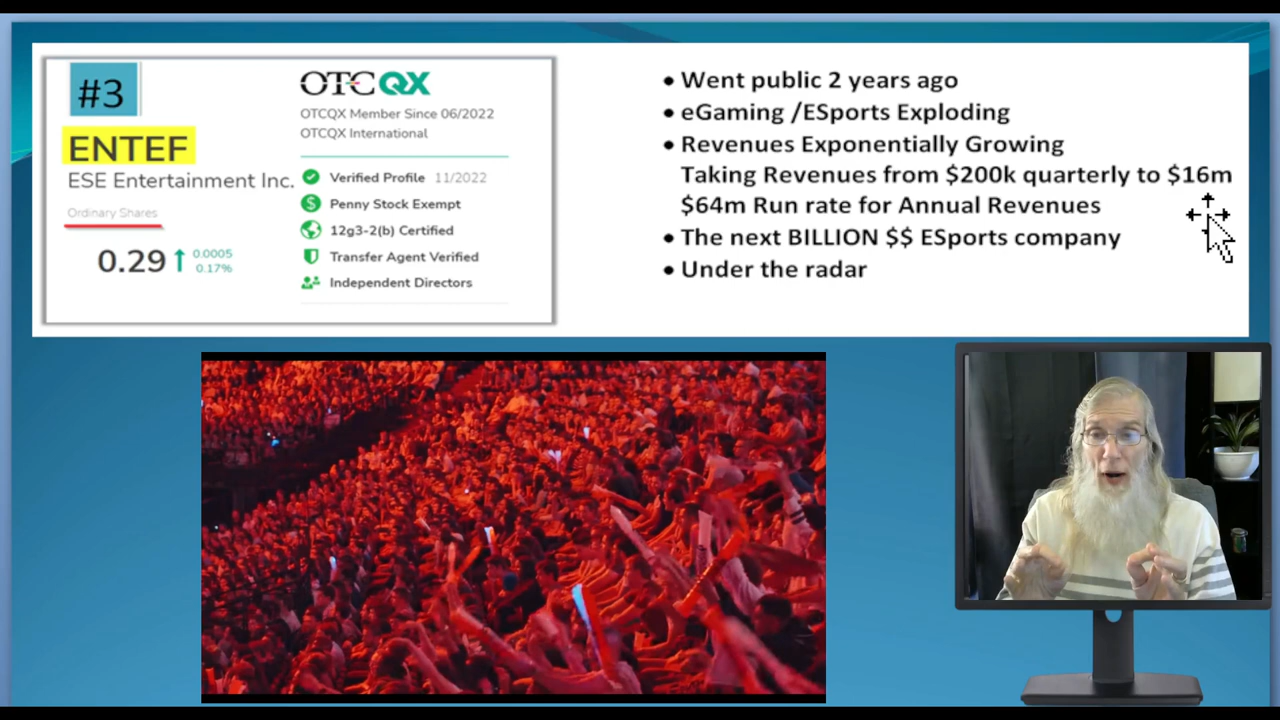 #3
ENTEF
ESE Entertainment Inc.
Ordinary Shares
0.29
0.0005
0.17%
OTCQX
OTCQX Member Since 06/2022
OTCQX International
Verified Profile 11/2022
Penny Stock Exempt
12g3-2(b) Certified
Transfer Agent Verified
Independent Directors
• Went public 2 years ago
• eGaming /ESports Exploding
• Revenues Exponentially Growing
Taking Revenues from $200k quarterly to $16m
$64m Run rate for Annual Revenues
• The next BILLION $$ ESports company
• Under the radar